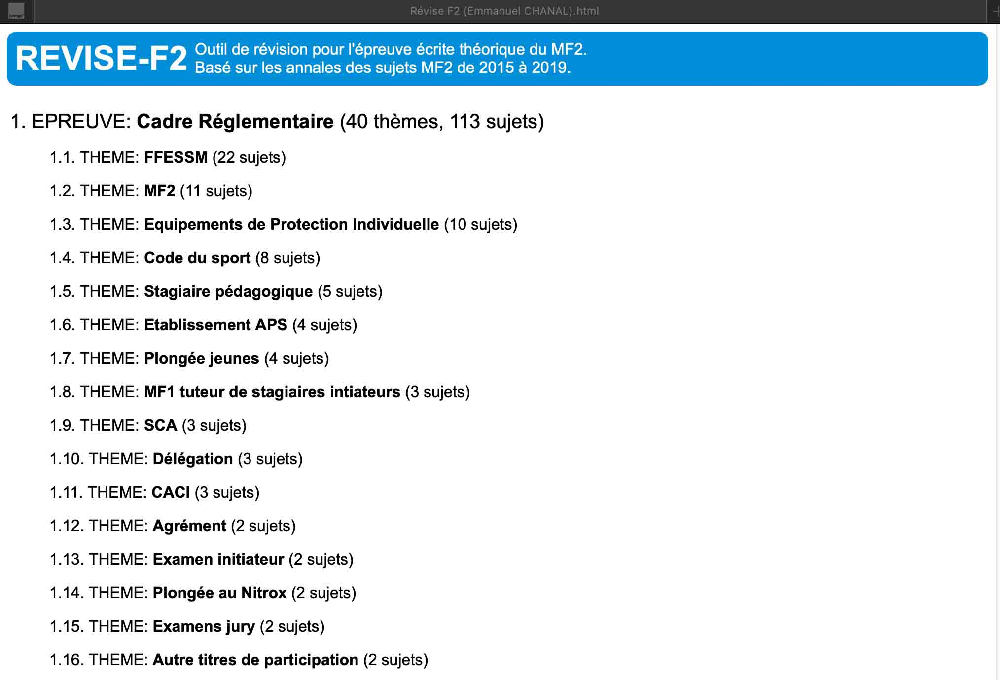 Révise F2 (Emmanuel CHANAL).html
REVISE-F2
Outil de révision pour l'épreuve écrite théorique du MF2.
Basé sur les annales des sujets MF2 de 2015 à 2019.
1. EPREUVE: Cadre Réglementaire (40 thèmes, 113 sujets)
1.1. THEME: FFESSM (22 sujets)
1.2. THEME: MF2 (11 sujets)
1.3. THEME: Equipements de Protection Individuelle (10 sujets)
1.4. THEME: Code du sport (8 sujets)
1.5. THEME: Stagiaire pédagogique (5 sujets)
1.6. THEME: Etablissement APS (4 sujets)
1.7. THEME: Plongée jeunes (4 sujets)
1.8. THEME: MF1 tuteur de stagiaires intiateurs (3 sujets)
1.9. THEME: SCA (3 sujets)
1.10. THEME: Délégation (3 sujets)
1.11. THEME: CACI (3 sujets)
1.12. THEME: Agrément (2 sujets)
1.13. THEME: Examen initiateur (2 sujets)
1.14. THEME: Plongée au Nitrox (2 sujets)
1.15. THEME: Examens jury (2 sujets)
1.16. THEME: Autre titres de participation (2 sujets)